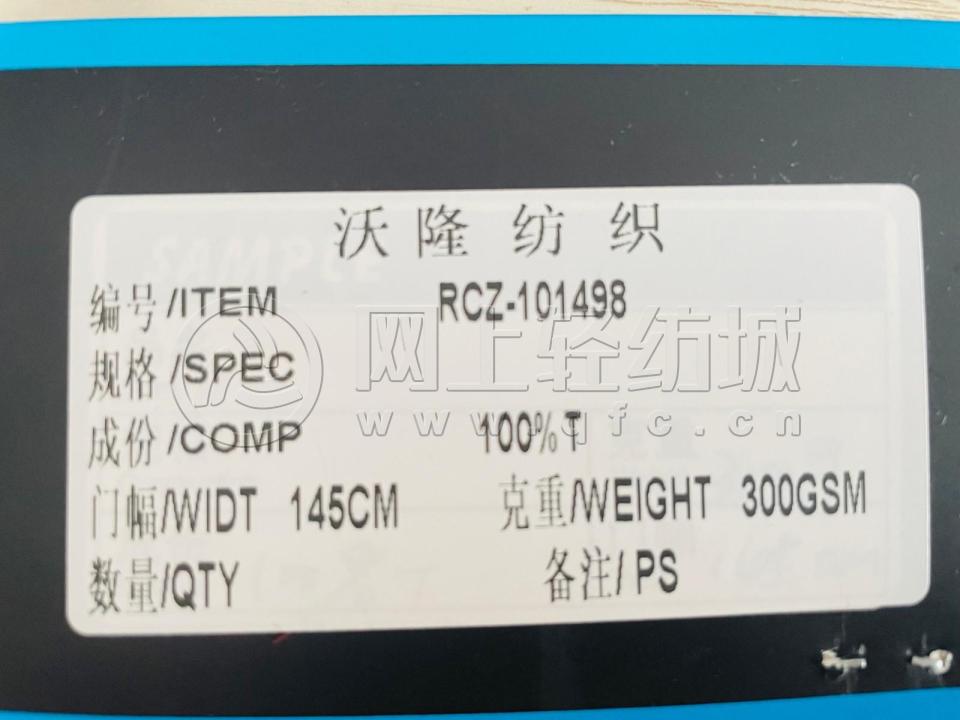 沃隆纺织
SAMPLE
编号/ITEM RCZ-101498
规格/SPEC
网上轻纺城
成份/COMP 100%T
www.qfc.cn
门幅/WIDT 145CM 克重/WEIGHT 300GSM
数量/QTY 备注/PS